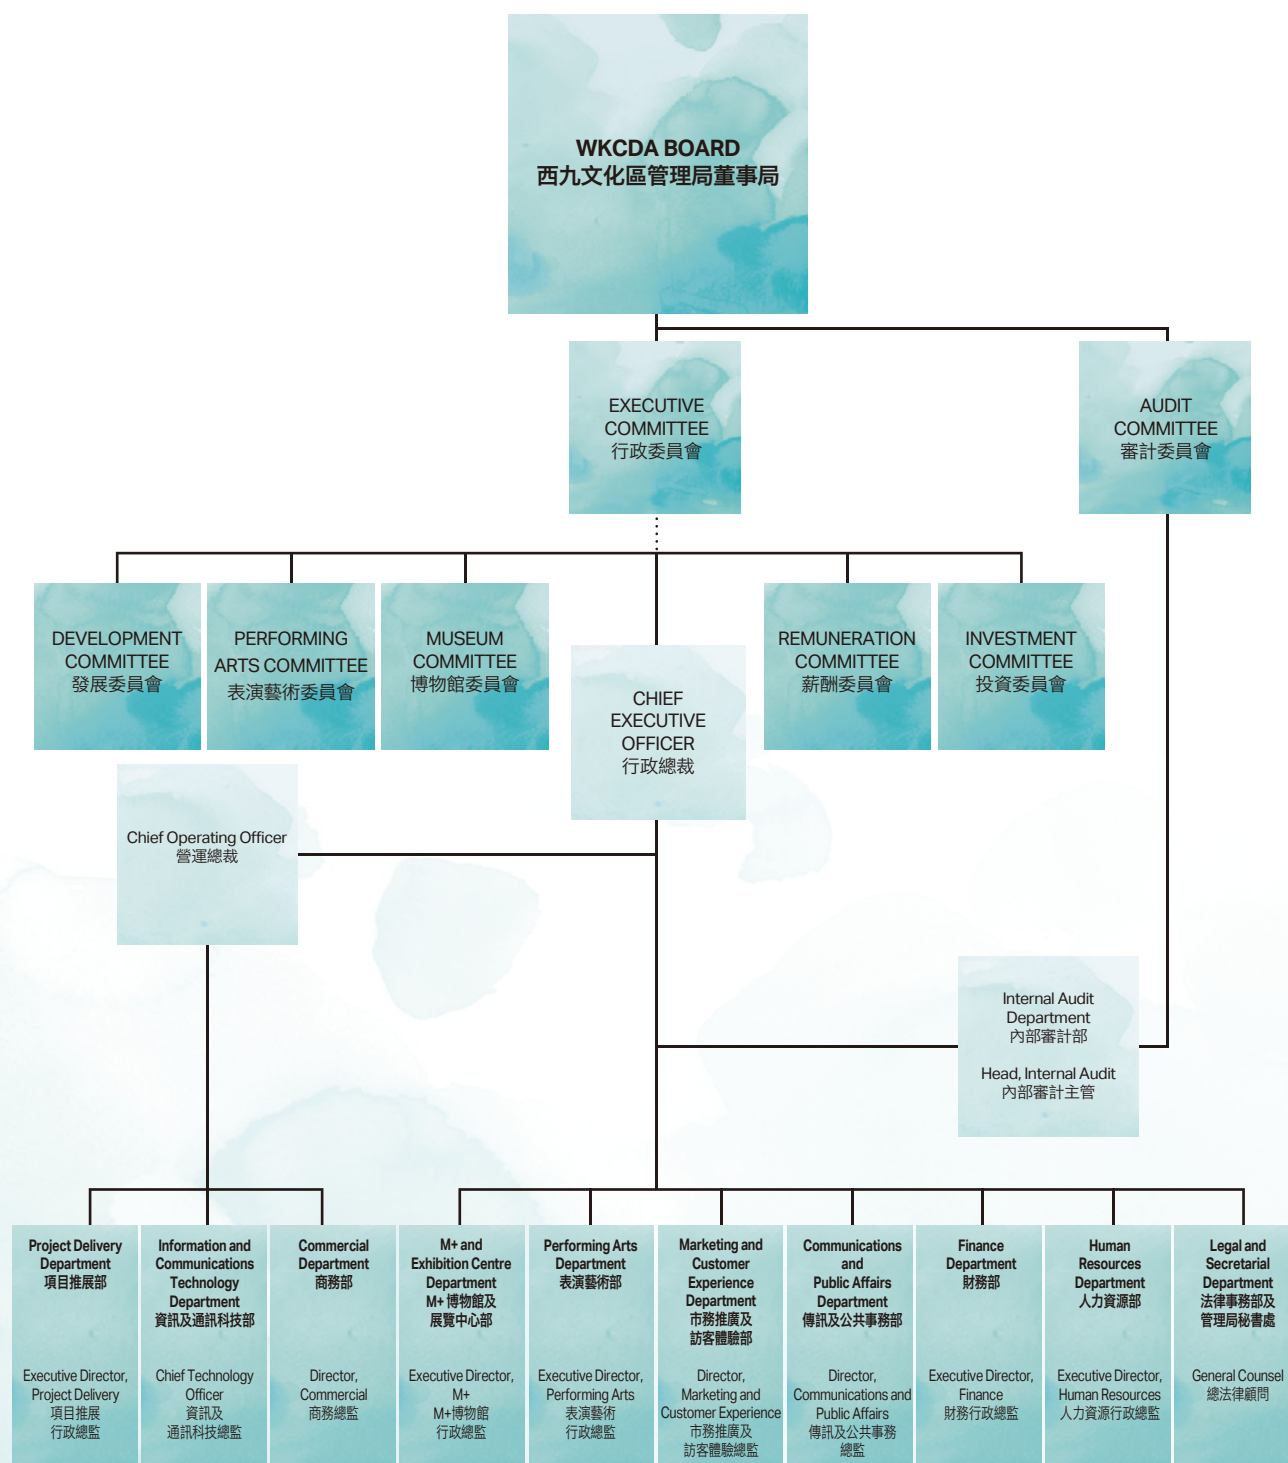 WKCDA BOARD
西九文化區管理局董事局
EXECUTIVE
COMMITTEE
行政委員會
AUDIT
COMMITTEE
審計委員會
DEVELOPMENT
COMMITTEE
發展委員會
PERFORMING
ARTS COMMITTEE
表演藝術委員會
MUSEUM
COMMITTEE
博物館委員會
CHIEF
EXECUTIVE
OFFICER
行政總裁
REMUNERATION
COMMITTEE
薪酬委員會
INVESTMENT
COMMITTEE
投資委員會
Chief Operating Officer
營運總裁
Internal Audit
Department
內部審計部
Head, Internal Audit
內部審計主管
Project Delivery
Department
項目推展部
Executive Director,
Project Delivery
項目推展
行政總監
Information and
Communications
Technology
Department
資訊及通訊科技部
Chief Technology
Officer
資訊及
通訊科技總監
Commercial
Department
商務部
Director,
Commercial
商務總監
M+ and
Exhibition Centre
Department
M+ 博物館及
展覽中心部
Executive Director,
M+
M+博物館
行政總監
Performing Arts
Department
表演藝術部
Executive Director,
Performing Arts
表演藝術
行政總監
Marketing and
Customer
Experience
Department
市務推廣及
訪客體驗部
Director,
Marketing and
Customer Experience
市務推廣及
訪客體驗總監
Communications
and
Public Affairs
Department
傳訊及公共事務部
Director,
Communications and
Public Affairs
傳訊及公共事務
總監
Finance
Department
財務部
Executive Director,
Finance
財務行政總監
Human
Resources
Department
人力資源部
Executive Director,
Human Resources
人力資源行政總監
Legal and
Secretarial
Department
法律事務部及
管理局秘書處
General Counsel
總法律顧問